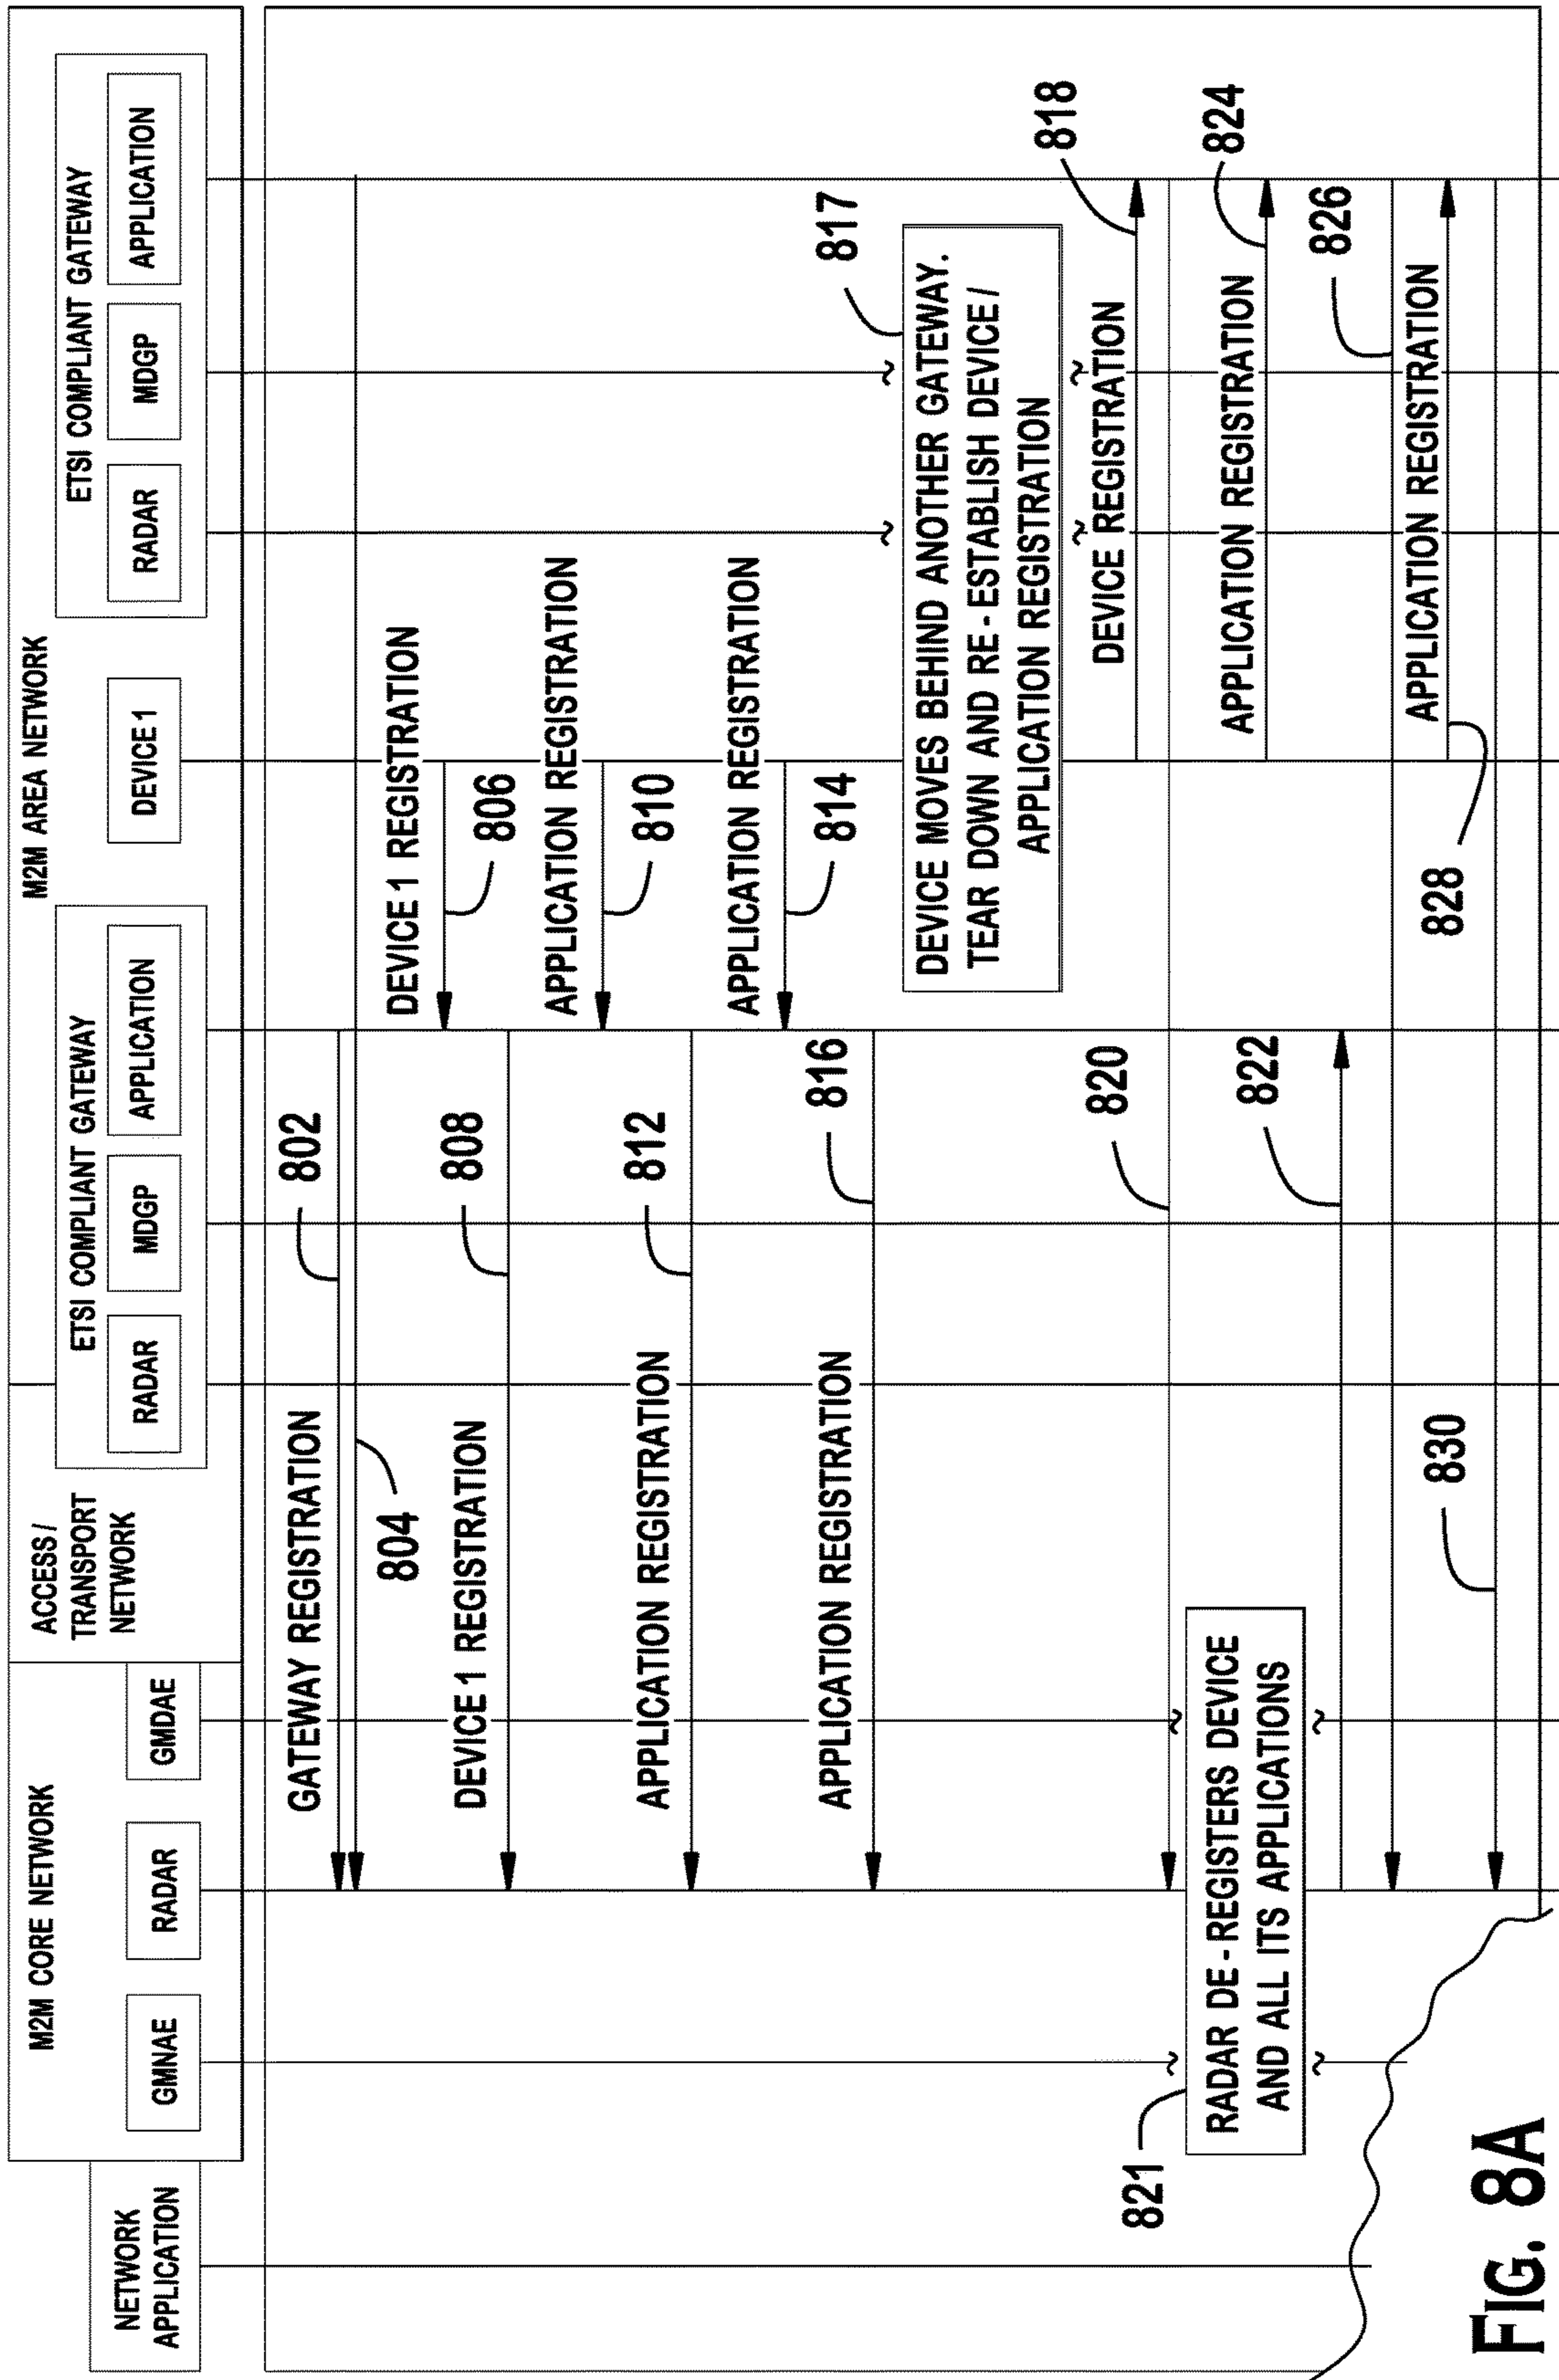 M2M CORE NETWORK
ACCESS /
TRANSPORT
NETWORK
M2M AREA NETWORK
NETWORK
APPLICATION
GMNAE
RADAR
GMDAE
ETSI COMPLIANT GATEWAY
RADAR
MDGP
APPLICATION
DEVICE 1
ETSI COMPLIANT GATEWAY
RADAR
MDGP
APPLICATION
GATEWAY REGISTRATION
802
804
DEVICE 1 REGISTRATION
806
DEVICE 1 REGISTRATION
808
APPLICATION REGISTRATION
810
APPLICATION REGISTRATION
812
APPLICATION REGISTRATION
814
APPLICATION REGISTRATION
816
817
DEVICE MOVES BEHIND ANOTHER GATEWAY.
TEAR DOWN AND RE - ESTABLISH DEVICE /
APPLICATION REGISTRATION
DEVICE REGISTRATION
818
820
821
RADAR DE - REGISTERS DEVICE
AND ALL ITS APPLICATIONS
822
APPLICATION REGISTRATION
824
826
APPLICATION REGISTRATION
828
830
FIG. 8A